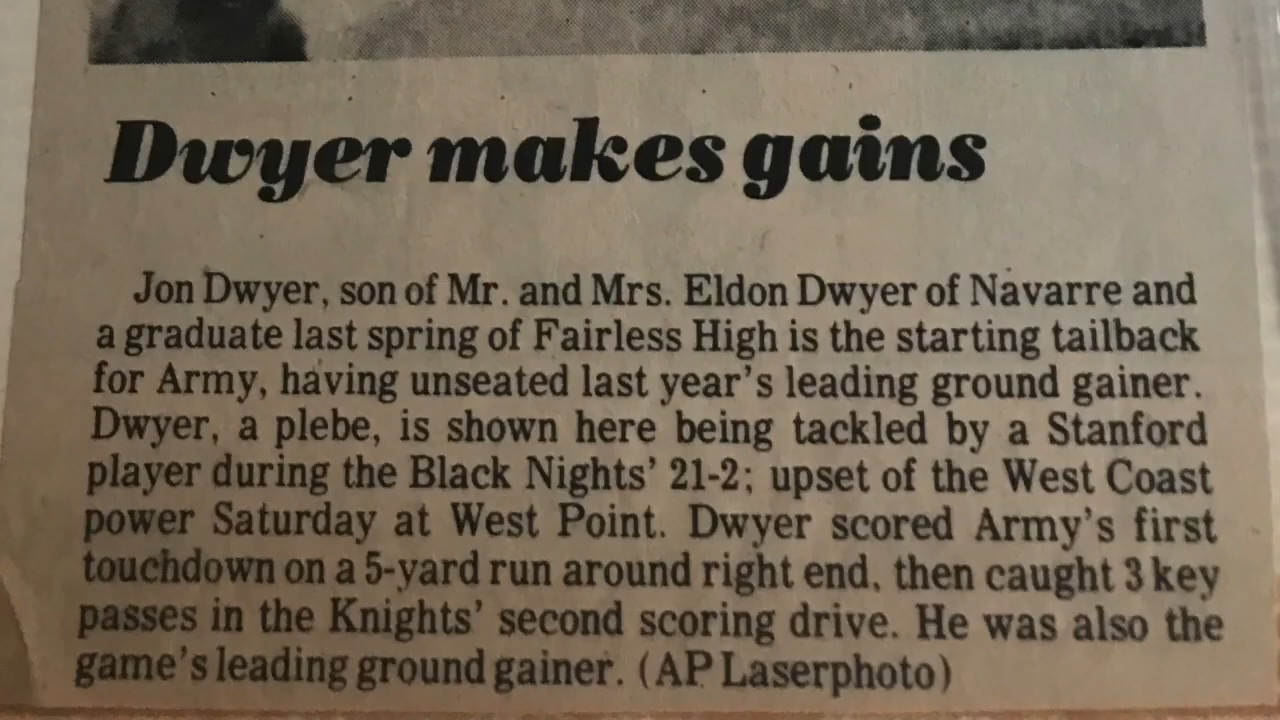 Dwyer makes gains
Jon Dwyer, son of Mr. and Mrs. Eldon Dwyer of Navarre and
a graduate last spring of Fairless High is the starting tailback
for Army, having unseated last year's leading ground gainer.
Dwyer, a plebe, is shown here being tackled by a Stanford
player during the Black Nights' 21-2; upset of the West Coast
power Saturday at West Point. Dwyer scored Army's first
touchdown on a 5-yard run around right end, then caught 3 key
passes in the Knights' second scoring drive. He was also the
game's leading ground gainer. (AP Laserphoto)